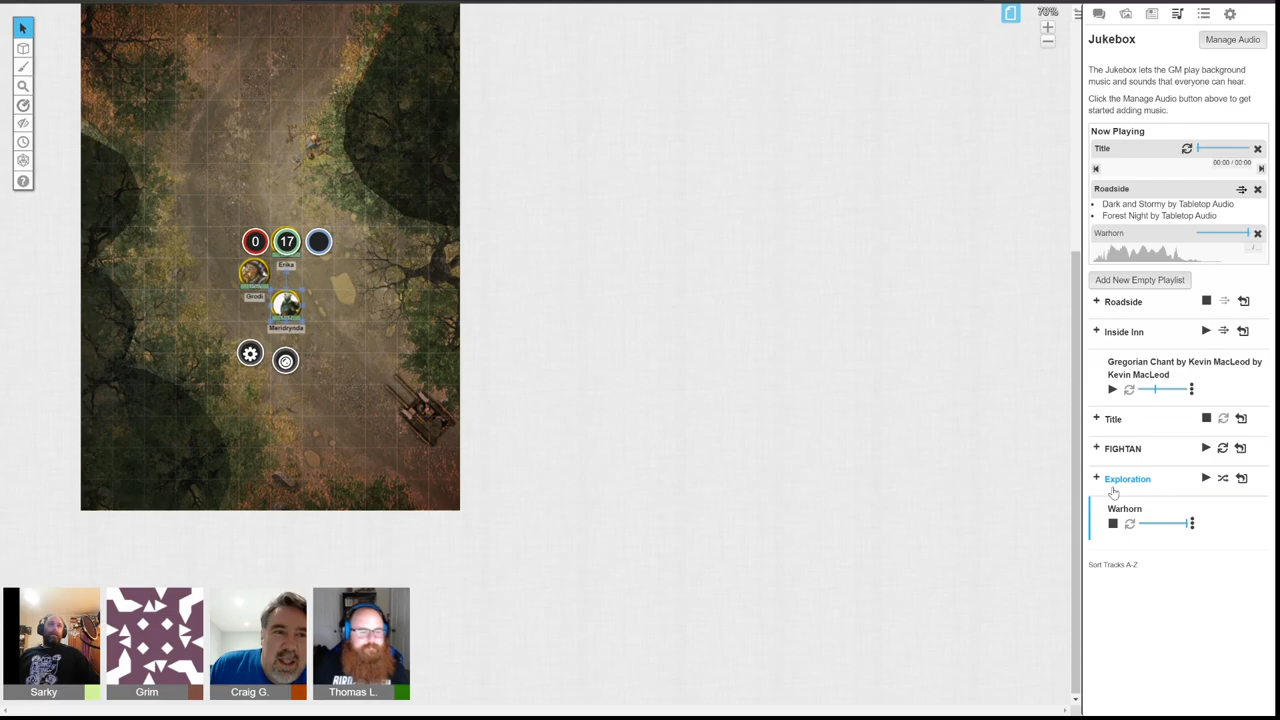 70%
Jukebox
Manage Audio
The Jukebox lets the GM play background
music and sounds that everyone can hear.
Click the Manage Audio button above to get
started adding music.
Now Playing
Title
00:00 / 00:00
Roadside
Dark and Stormy by Tabletop Audio
Forest Night by Tabletop Audio
Warhorn
.. / ..
Add New Empty Playlist
Roadside
Inside Inn
Gregorian Chant by Kevin MacLeod by
Kevin MacLeod
Title
FIGHTAN
Exploration
Warhorn
Sort Tracks A-Z
0 17
Erika
Grodi
Meridrynda
Sarky
Grim
Craig G.
Thomas L.